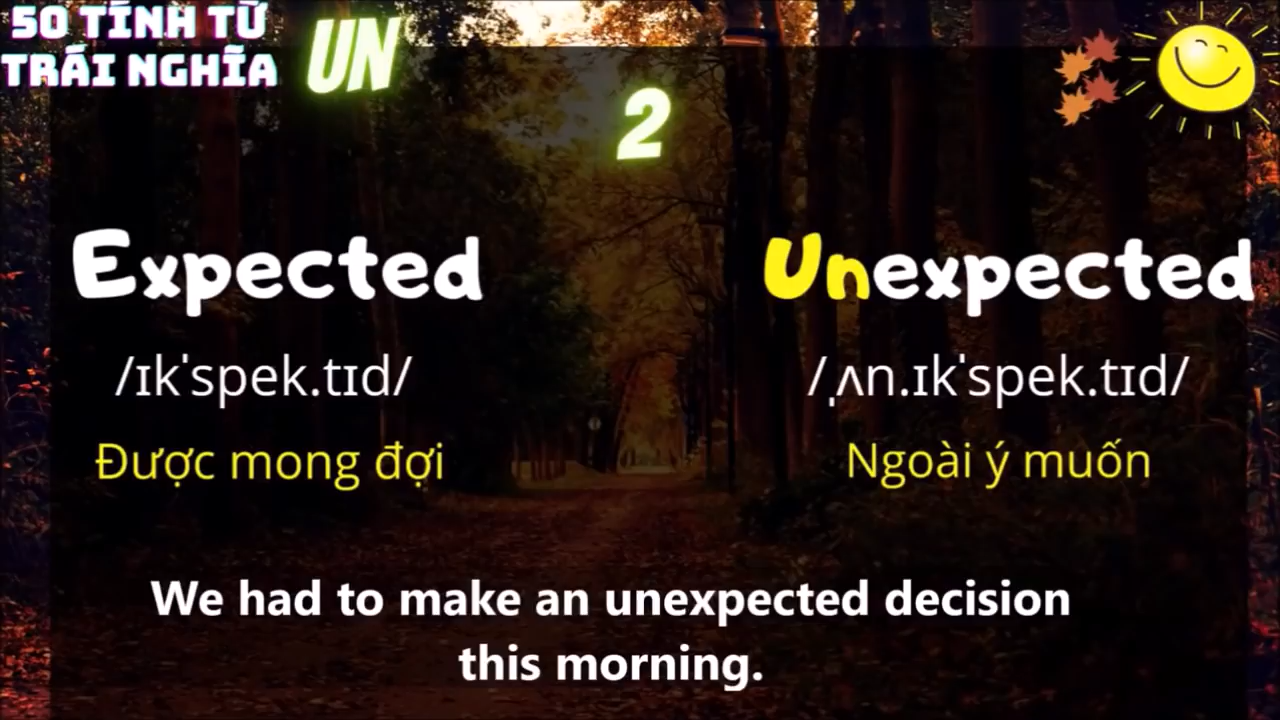 50 TÍNH TỪ
TRÁI NGHĨA
UN
2
Expected
Unexpected
/ɪkˈspek.tɪd/
/ˌʌn.ɪkˈspek.tɪd/
Được mong đợi
Ngoài ý muốn
We had to make an unexpected decision
this morning.